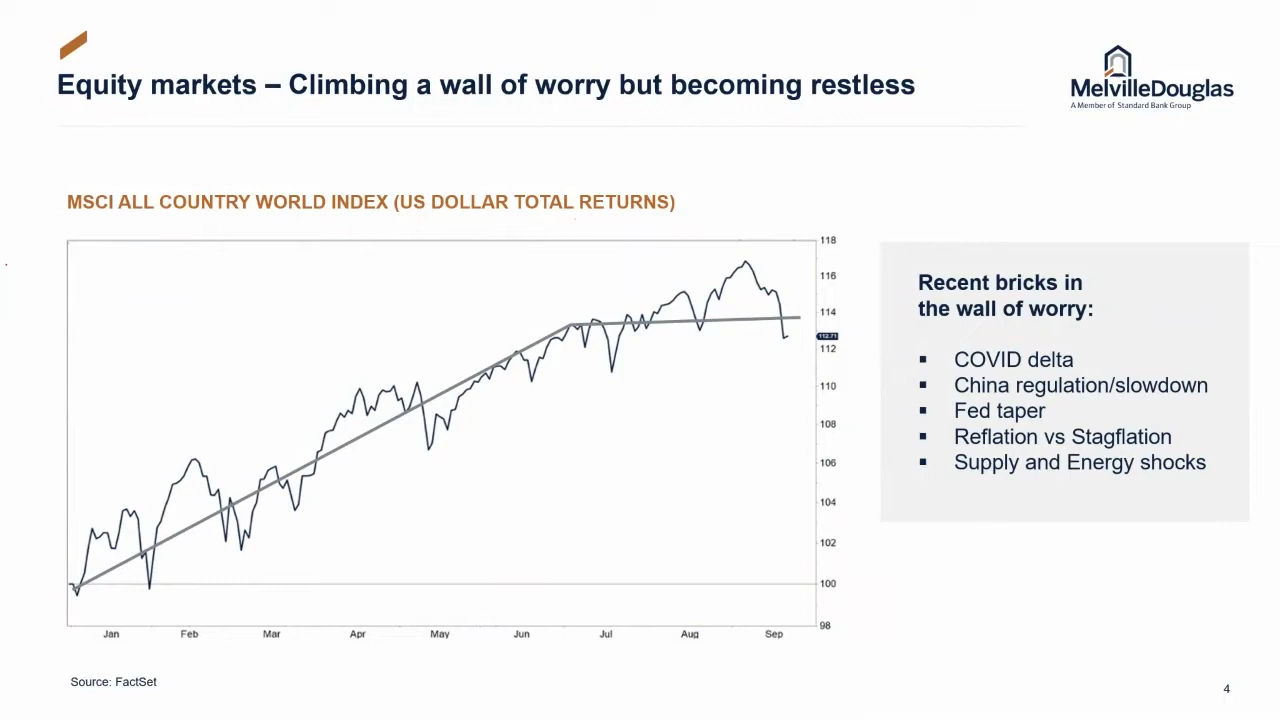 Equity markets – Climbing a wall of worry but becoming restless
MelvilleDouglas
A Member of Standard Bank Group
MSCI ALL COUNTRY WORLD INDEX (US DOLLAR TOTAL RETURNS)
118
116
114
112.71
112
110
108
106
104
102
100
98
Jan Feb Mar Apr May Jun Jul Aug Sep
Recent bricks in
the wall of worry:
▪ COVID delta
▪ China regulation/slowdown
▪ Fed taper
▪ Reflation vs Stagflation
▪ Supply and Energy shocks
Source: FactSet
4